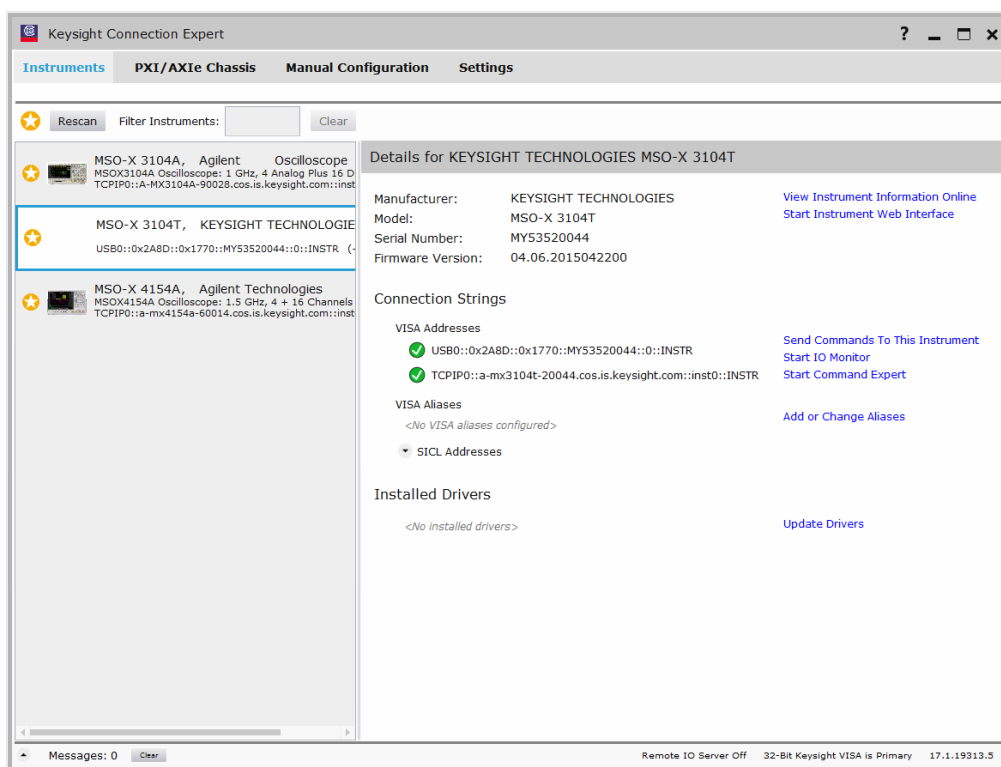 Keysight Connection Expert
?
Instruments PXI/AXIe Chassis Manual Configuration Settings
Rescan Filter Instruments: Clear
MSO-X 3104A, Agilent Oscilloscope
MSOX3104A Oscilloscope: 1 GHz, 4 Analog Plus 16 D
TCPIP0::A-MX3104A-90028.cos.is.keysight.com::inst
MSO-X 3104T, KEYSIGHT TECHNOLOGIE
USB0::0x2A8D::0x1770::MY53520044::0::INSTR (-
MSO-X 4154A, Agilent Technologies
MSOX4154A Oscilloscope: 1.5 GHz, 4 + 16 Channels
TCPIP0::a-mx4154a-60014.cos.is.keysight.com::inst
Details for KEYSIGHT TECHNOLOGIES MSO-X 3104T
Manufacturer: KEYSIGHT TECHNOLOGIES
Model: MSO-X 3104T
Serial Number: MY53520044
Firmware Version: 04.06.2015042200
View Instrument Information Online
Start Instrument Web Interface
Connection Strings
VISA Addresses
USB0::0x2A8D::0x1770::MY53520044::0::INSTR
TCPIP0::a-mx3104t-20044.cos.is.keysight.com::inst0::INSTR
Send Commands To This Instrument
Start IO Monitor
Start Command Expert
VISA Aliases
<No VISA aliases configured>
Add or Change Aliases
SICL Addresses
Installed Drivers
<No installed drivers>
Update Drivers
Messages: 0 Clear
Remote IO Server Off 32-Bit Keysight VISA is Primary 17.1.19313.5